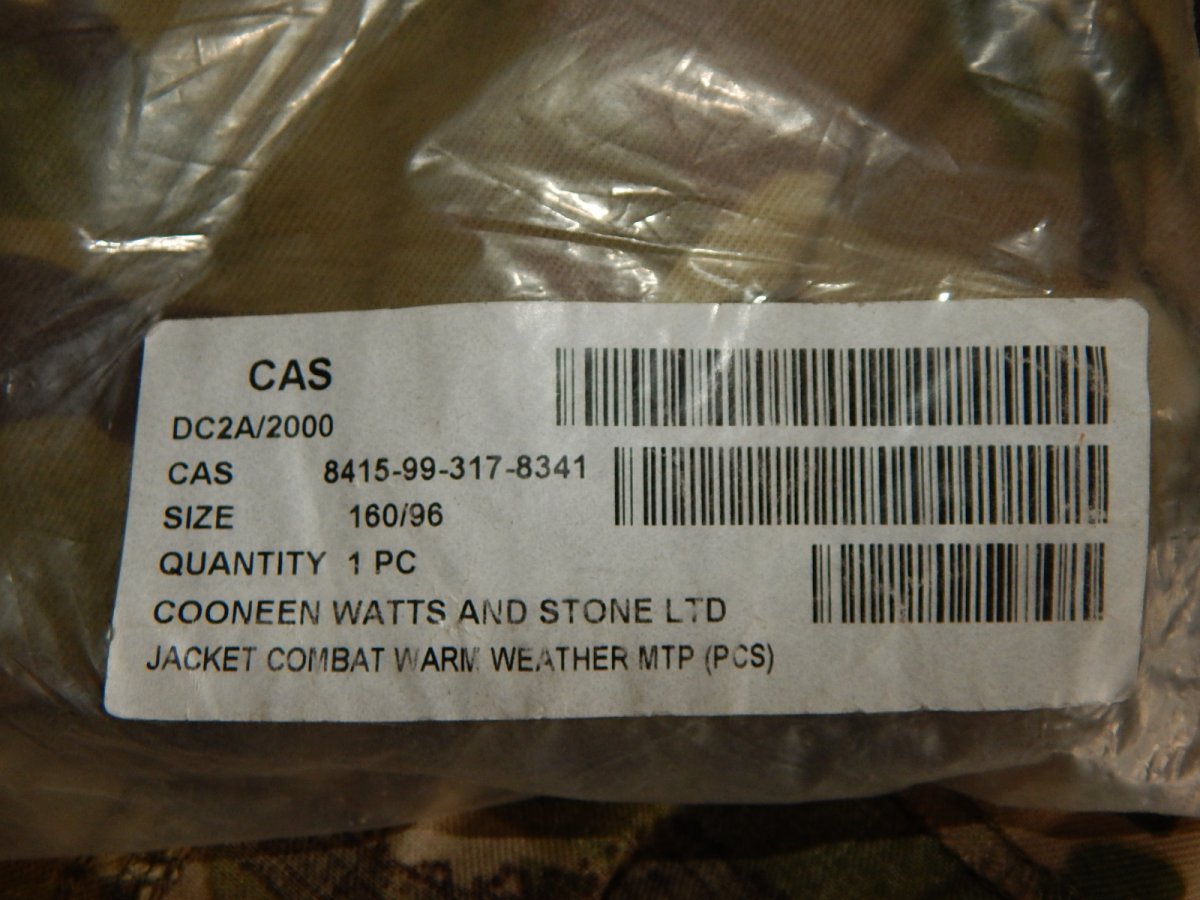 CAS
DC2A/2000
CAS 8415-99-317-8341
SIZE 160/96
QUANTITY 1 PC
COONEEN WATTS AND STONE LTD
JACKET COMBAT WARM WEATHER MTP (PCS)